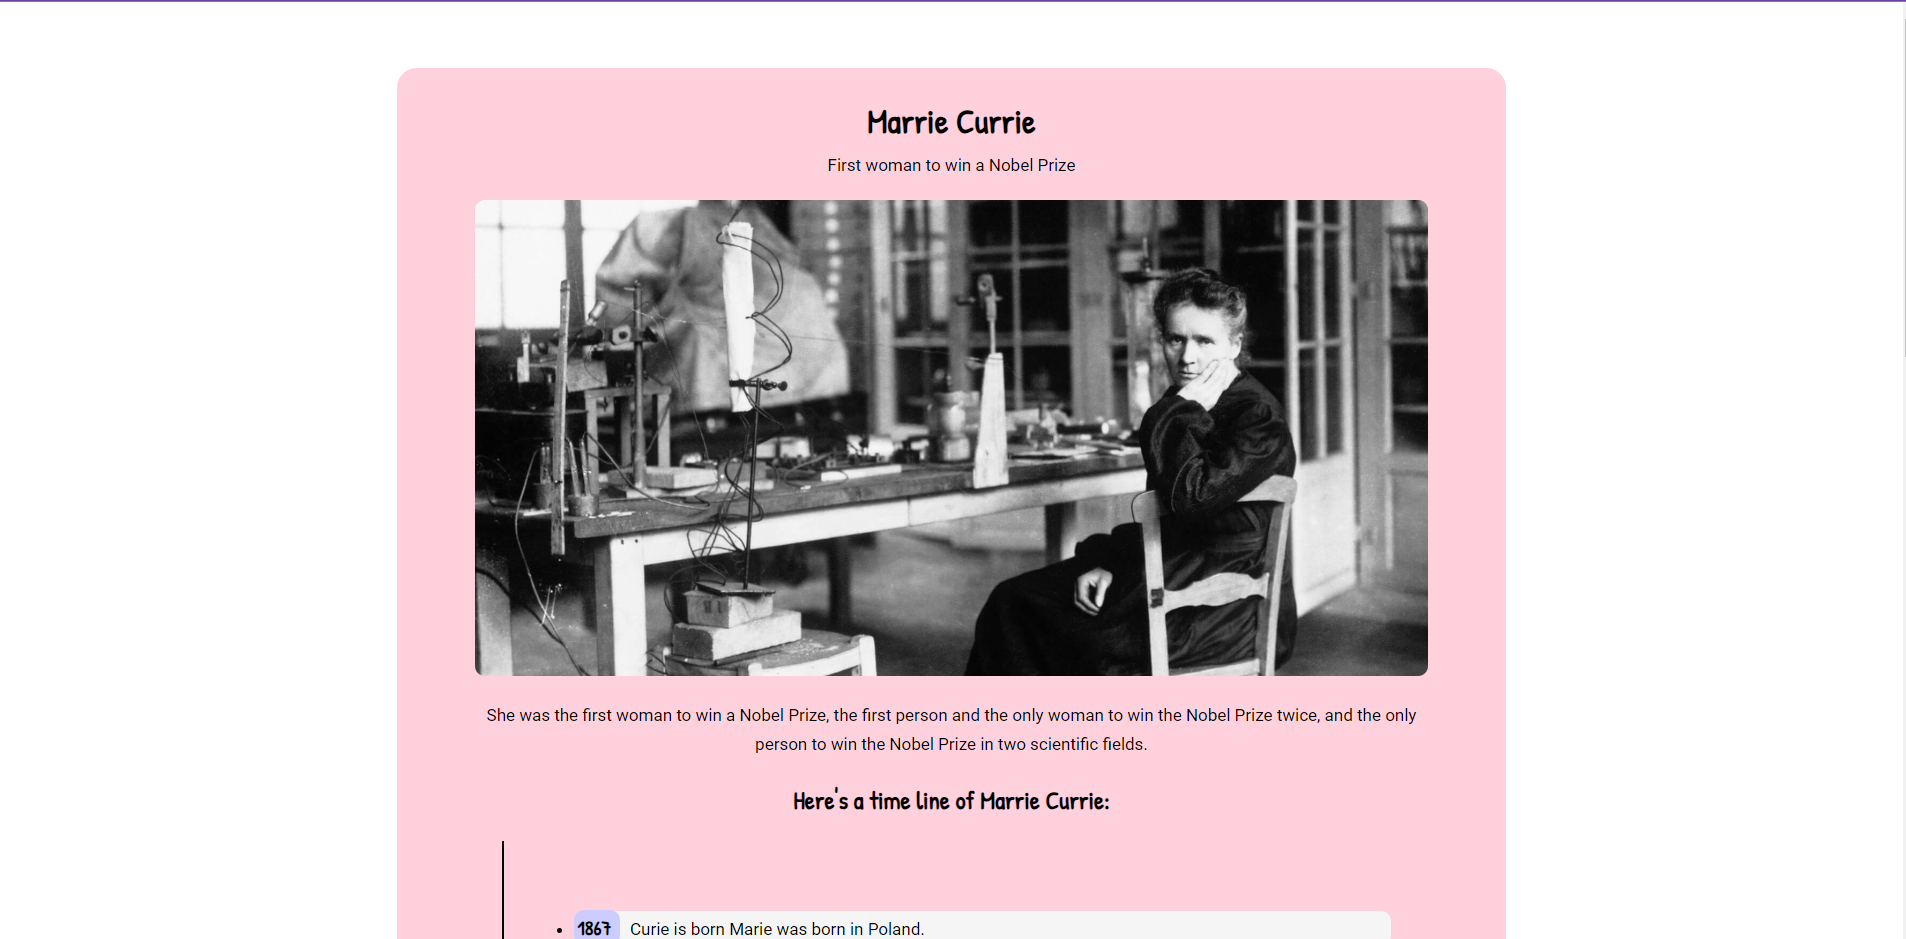 Marrie Currie
First woman to win a Nobel Prize
She was the first woman to win a Nobel Prize, the first person and the only woman to win the Nobel Prize twice, and the only
person to win the Nobel Prize in two scientific fields.
Here's a time line of Marrie Currie:
1867 Curie is born Marie was born in Poland.